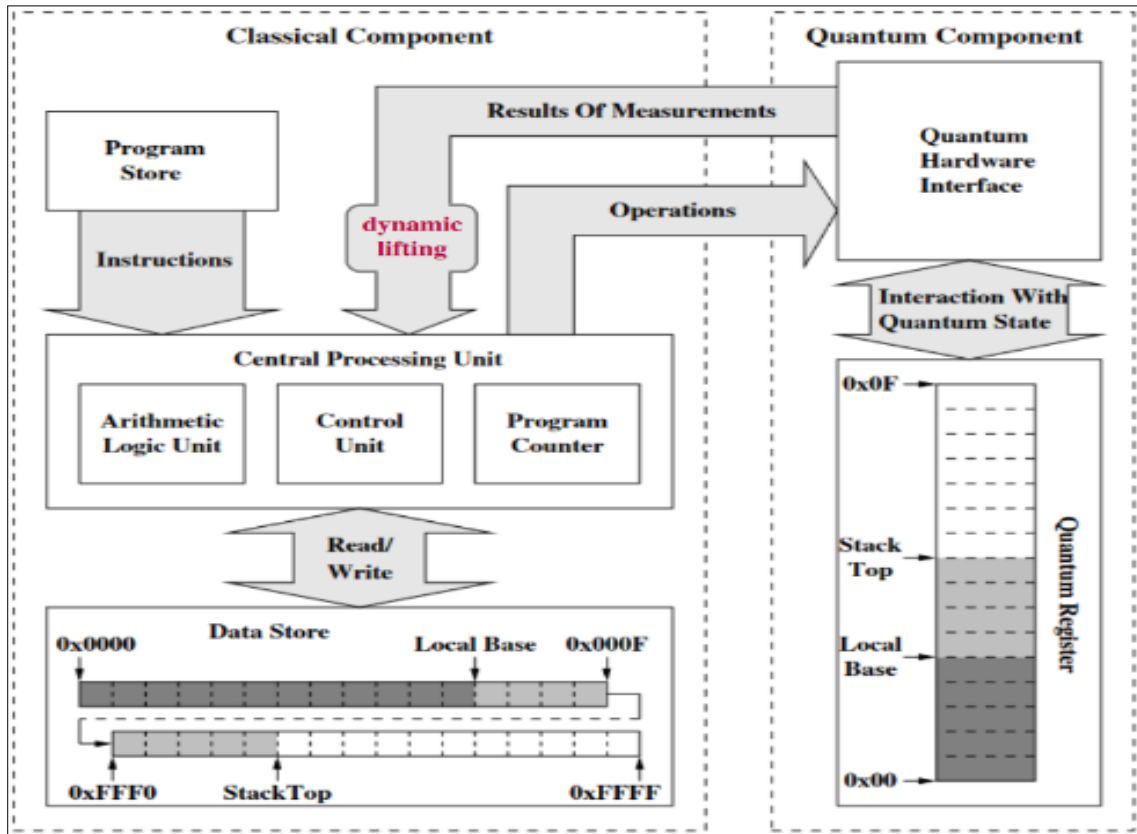 Classical Component
Quantum Component
Program
Store
Instructions
Results Of Measurements
dynamic
lifting
Operations
Quantum
Hardware
Interface
Interaction With
Quantum State
Central Processing Unit
Arithmetic
Logic Unit
Control
Unit
Program
Counter
Read/
Write
Data Store
0x0000
Local Base
0x000F
0xFFF0
StackTop
0xFFFF
0x0F
Stack
Top
Local
Base
0x00
Quantum Register